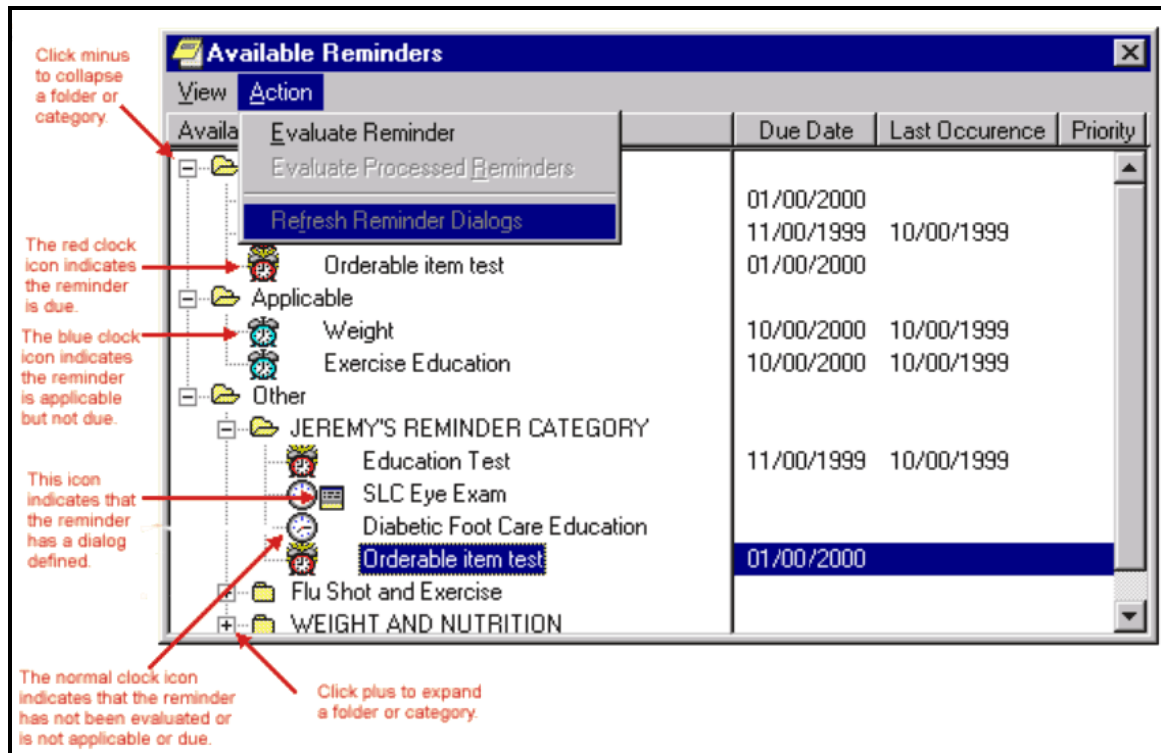 Click minus
to collapse
a folder or
category.
Available Reminders
View Action
Availa Due Date Last Occurence Priority
Evaluate Reminder
Evaluate Processed Reminders
Refresh Reminder Dialogs
01/00/2000
11/00/1999 10/00/1999
The red clock
icon indicates
the reminder
is due.
Orderable item test 01/00/2000
Applicable
The blue clock
icon indicates
the reminder
is applicable
but not due.
Weight 10/00/2000 10/00/1999
Exercise Education 10/00/2000 10/00/1999
Other
JEREMY'S REMINDER CATEGORY
Education Test 11/00/1999 10/00/1999
This icon
indicates that
the reminder
has a dialog
defined.
SLC Eye Exam
Diabetic Foot Care Education
Orderable item test 01/00/2000
Flu Shot and Exercise
WEIGHT AND NUTRITION
The normal clock icon
indicates that the reminder
has not been evaluated or
is not applicable or due.
Click plus to expand
a folder or category.